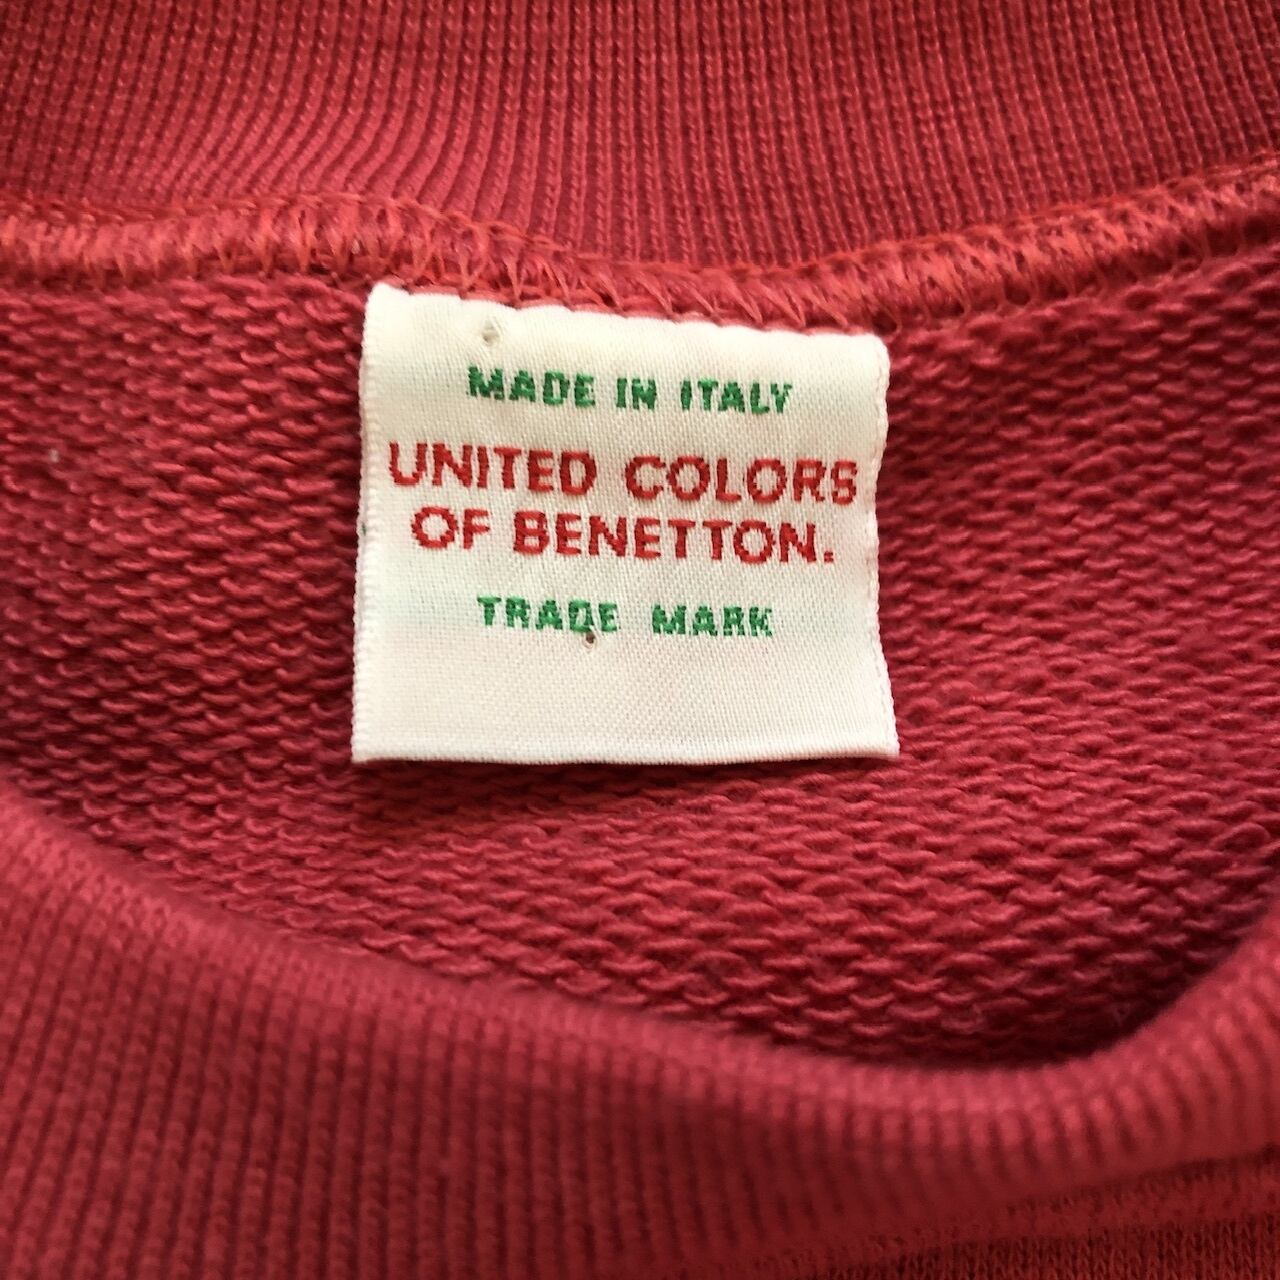 MADE IN ITALY
UNITED COLORS
OF BENETTON.
TRADE MARK